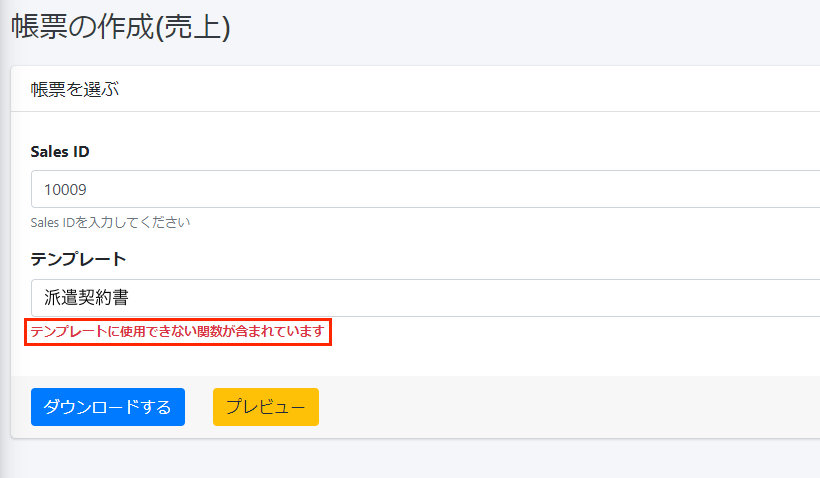 帳票の作成(売上)
帳票を選ぶ
Sales ID
10009
Sales IDを入力してください
テンプレート
派遣契約書
テンプレートに使用できない関数が含まれています
ダウンロードする
プレビュー